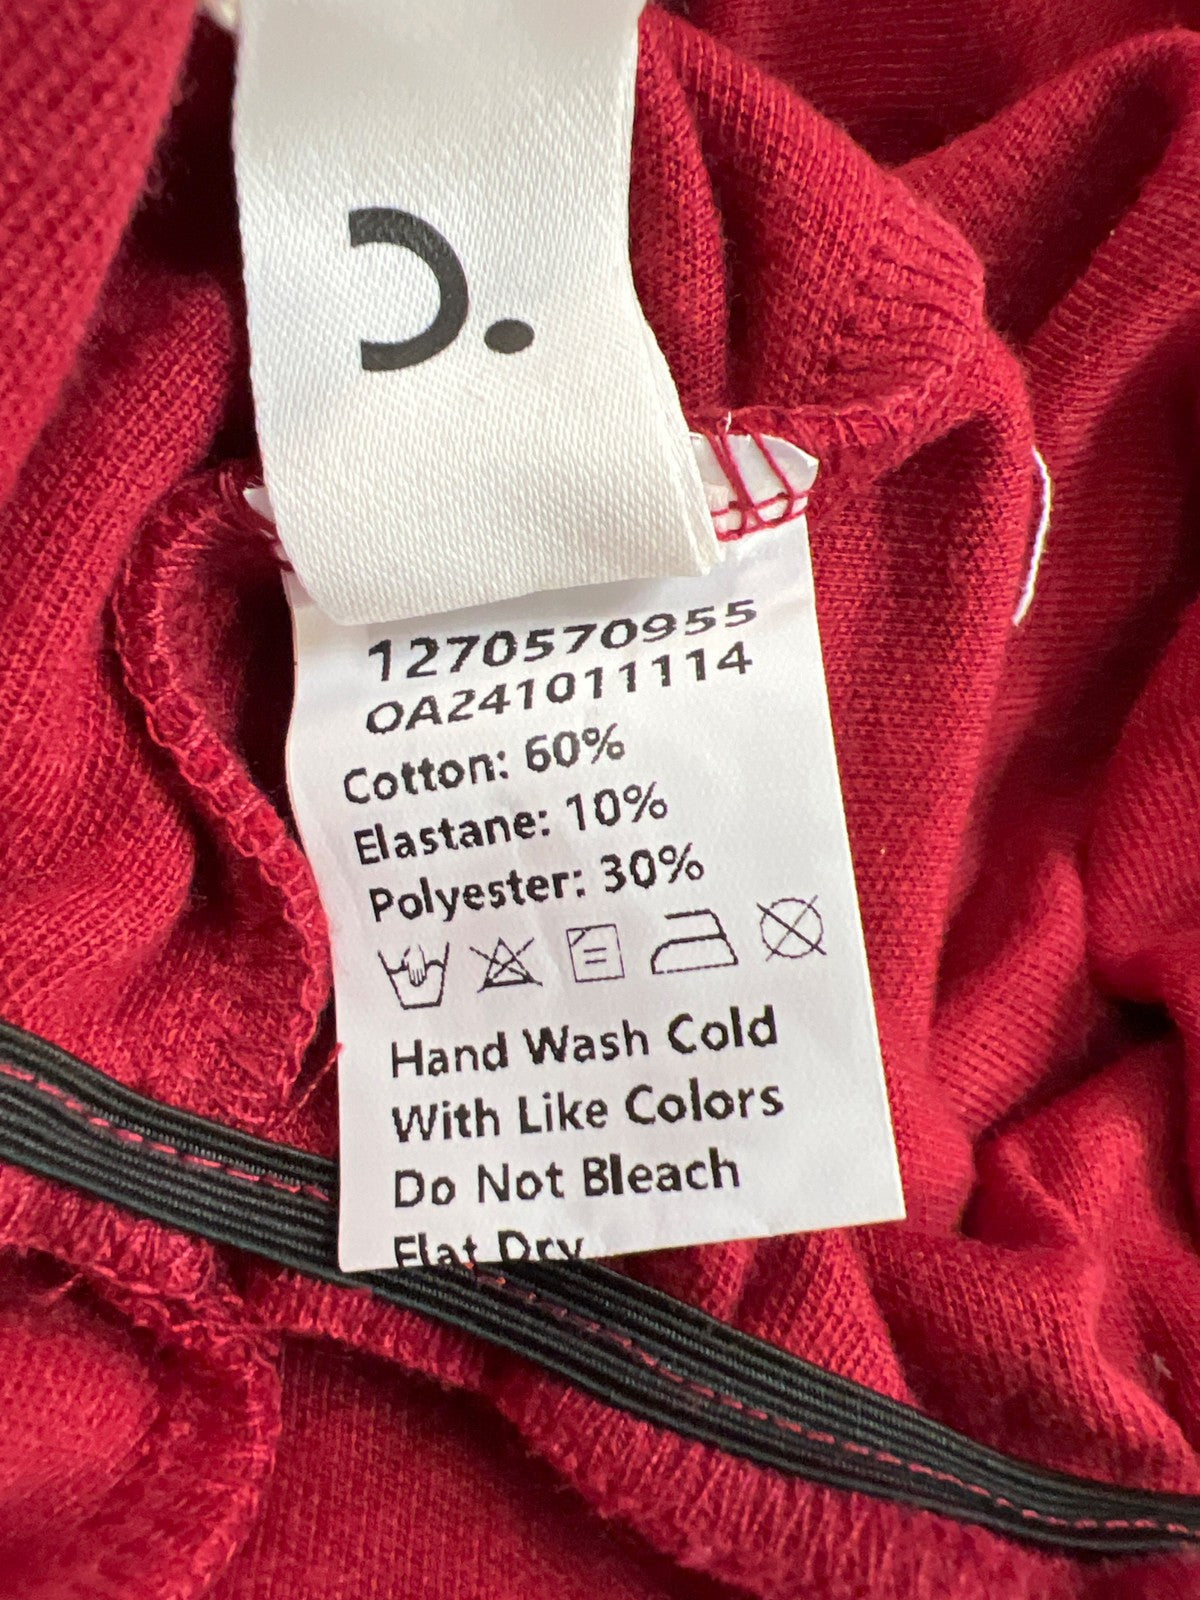 Ɔ.
1270570955
OA241011114
Cotton: 60%
Elastane: 10%
Polyester: 30%
Hand Wash Cold
With Like Colors
Do Not Bleach
Flat Dry